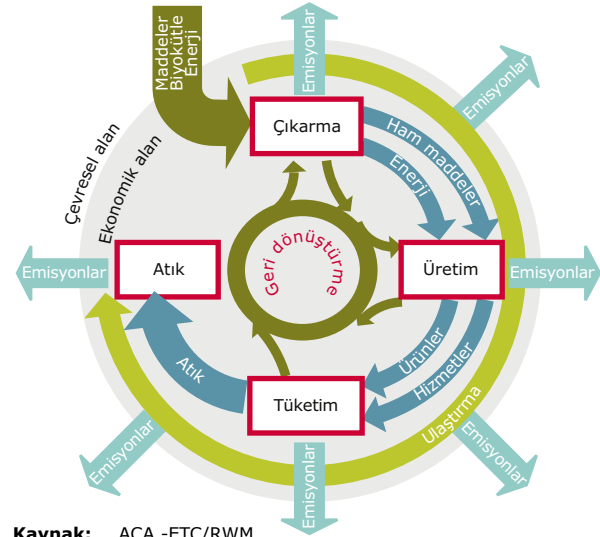 Maddeler
Biyokütle
Enerji
Emisyonlar
Emisyonlar
Çevresel alan
Ekonomik alan
Çıkarma
Ham maddeler
Enerji
Emisyonlar
Atık
Geri dönüştürme
Üretim
Emisyonlar
Atık
Ürünler
Hizmetler
Tüketim
Ulaştırma
Emisyonlar
Emisyonlar
Emisyonlar
Kaynak: ACA -ETC/RWM